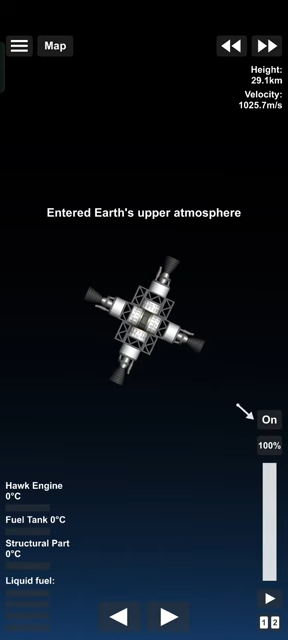 Map
Height:
29.1km
Velocity:
1025.7m/s
Entered Earth's upper atmosphere
On
100%
Hawk Engine
0°C
Fuel Tank 0°C
Structural Part
0°C
Liquid fuel:
1 2